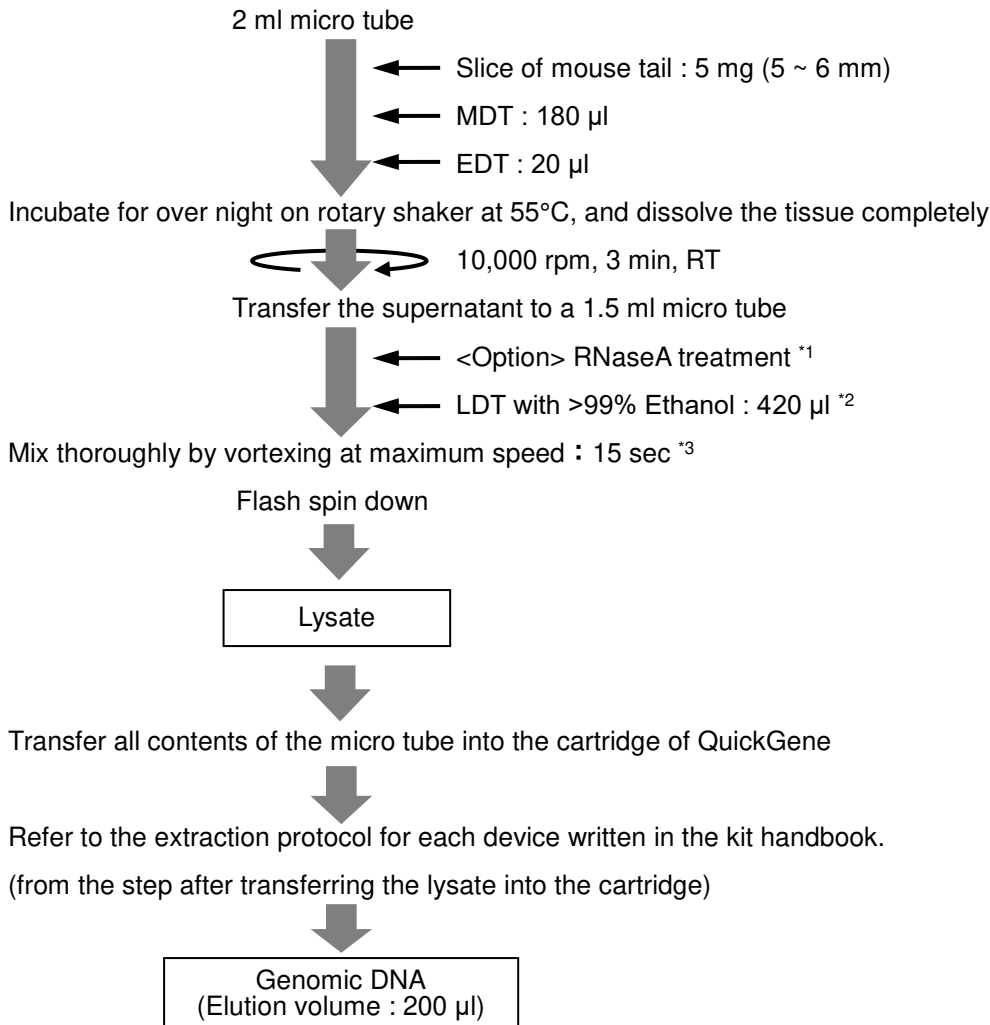 2 ml micro tube
Slice of mouse tail : 5 mg (5 ~ 6 mm)
MDT : 180 µl
EDT : 20 µl
Incubate for over night on rotary shaker at 55°C, and dissolve the tissue completely
10,000 rpm, 3 min, RT
Transfer the supernatant to a 1.5 ml micro tube
<Option> RNaseA treatment *1
LDT with >99% Ethanol : 420 µl *2
Mix thoroughly by vortexing at maximum speed：15 sec *3
Flash spin down
Lysate
Transfer all contents of the micro tube into the cartridge of QuickGene
Refer to the extraction protocol for each device written in the kit handbook.
(from the step after transferring the lysate into the cartridge)
Genomic DNA
(Elution volume : 200 µl)